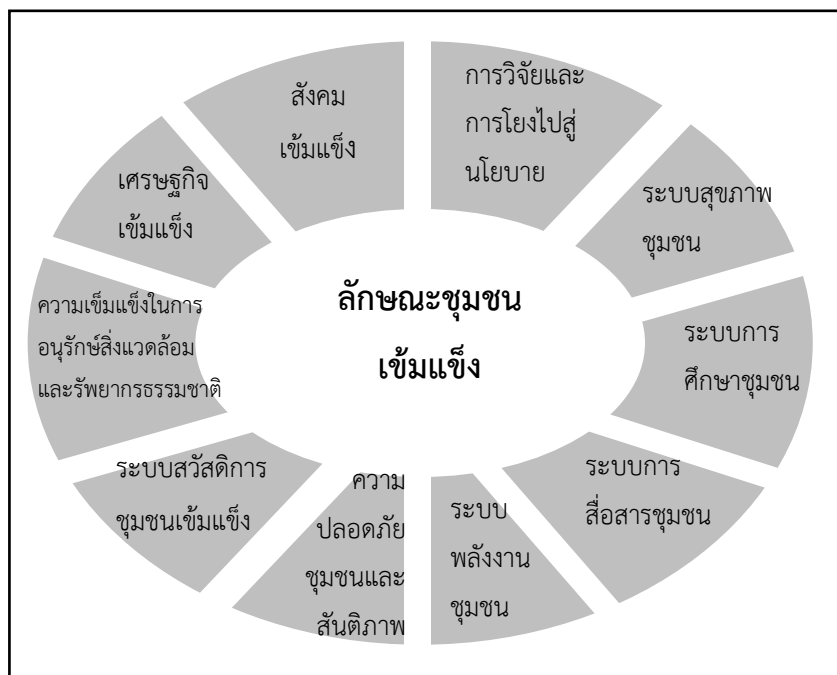 สังคม
เข้มแข็ง
การวิจัยและ
การโยงไปสู่
นโยบาย
ระบบสุขภาพ
ชุมชน
ระบบการ
ศึกษาชุมชน
ระบบการ
สื่อสารชุมชน
ระบบ
พลังงาน
ชุมชน
ความ
ปลอดภัย
ชุมชนและ
สันติภาพ
ระบบสวัสดิการ
ชุมชนเข้มแข็ง
ความเข็มแข็งในการ
อนุรักษ์สิ่งแวดล้อม
และรัพยากรธรรมชาติ
เศรษฐกิจ
เข้มแข็ง
ลักษณะชุมชน
เข้มแข็ง